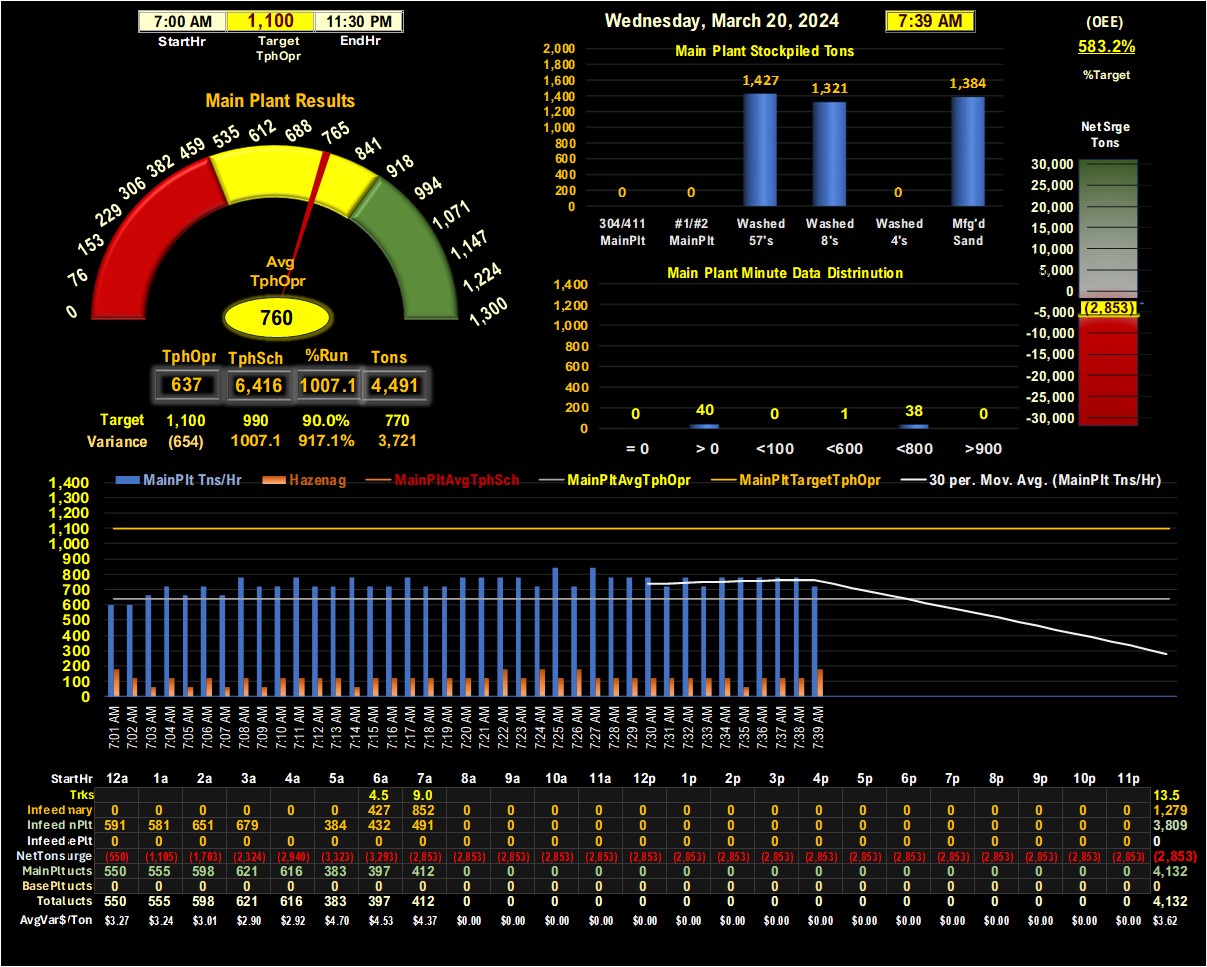 7:00 AM 1,100 11:30 PM
StartHr Target TphOpr EndHr
Wednesday, March 20, 2024 7:39 AM
(OEE)
583.2%
%Target
Main Plant Results
0 76 153 229 306 382 459 535 612 688 765 841 918 994 1,071 1,147 1,224 1,300
Avg
TphOpr
760
TphOpr TphSch %Run Tons
637 6,416 1007.1 4,491
Target 1,100 990 90.0% 770
Variance (654) 1007.1 917.1% 3,721
Main Plant Stockpiled Tons
2,000
1,800
1,600
1,400
1,200
1,000
800
600
400
200
0
0 0 1,427 1,321 0 1,384
304/411 #1/#2 Washed Washed Washed Mfg'd
MainPlt MainPlt 57's 8's 4's Sand
Main Plant Minute Data Distrinution
1,400
1,200
1,000
800
600
400
200
0
0 40 0 1 38 0
= 0 > 0 <100 <600 <800 >900
Net Srge
Tons
30,000
25,000
20,000
15,000
10,000
5,000
0
-5,000
-10,000
-15,000
-20,000
-25,000
-30,000
(2,853)
MainPlt Tns/Hr Hazenag MainPltAvgTphSch MainPltAvgTphOpr MainPltTargetTphOpr 30 per. Mov. Avg. (MainPlt Tns/Hr)
1,400
1,300
1,200
1,100
1,000
900
800
700
600
500
400
300
200
100
0
7:01 AM 7:02 AM 7:03 AM 7:04 AM 7:05 AM 7:06 AM 7:07 AM 7:08 AM 7:09 AM 7:10 AM 7:11 AM 7:12 AM 7:13 AM 7:14 AM 7:15 AM 7:16 AM 7:17 AM 7:18 AM 7:19 AM 7:20 AM 7:21 AM 7:22 AM 7:23 AM 7:24 AM 7:25 AM 7:26 AM 7:27 AM 7:28 AM 7:29 AM 7:30 AM 7:31 AM 7:32 AM 7:33 AM 7:34 AM 7:35 AM 7:36 AM 7:37 AM 7:38 AM 7:39 AM
StartHr 12a 1a 2a 3a 4a 5a 6a 7a 8a 9a 10a 11a 12p 1p 2p 3p 4p 5p 6p 7p 8p 9p 10p 11p
Trks 4.5 9.0 13.5
Infeed nary 0 0 0 0 0 0 427 852 0 0 0 0 0 0 0 0 0 0 0 0 0 0 0 0 1,279
Infeed nPlt 591 581 651 679 384 432 491 0 0 0 0 0 0 0 0 0 0 0 0 0 0 0 0 3,809
Infeed ePlt 0 0 0 0 0 0 0 0 0 0 0 0 0 0 0 0 0 0 0 0 0 0 0 0 0
NetTons urge (550) (1,105) (1,703) (2,324) (2,940) (3,323) (3,293) (2,853) (2,853) (2,853) (2,853) (2,853) (2,853) (2,853) (2,853) (2,853) (2,853) (2,853) (2,853) (2,853) (2,853) (2,853) (2,853) (2,853) (2,853)
MainPlt ucts 550 555 598 621 616 383 397 412 0 0 0 0 0 0 0 0 0 0 0 0 0 0 0 0 4,132
BasePlt ucts 0 0 0 0 0 0 0 0 0 0 0 0 0 0 0 0 0 0 0 0 0 0 0 0 0
Total ucts 550 555 598 621 616 383 397 412 0 0 0 0 0 0 0 0 0 0 0 0 0 0 0 0 4,132
AvgVar$/Ton $3.27 $3.24 $3.01 $2.90 $2.92 $4.70 $4.53 $4.37 $0.00 $0.00 $0.00 $0.00 $0.00 $0.00 $0.00 $0.00 $0.00 $0.00 $0.00 $0.00 $0.00 $0.00 $0.00 $0.00 $3.62